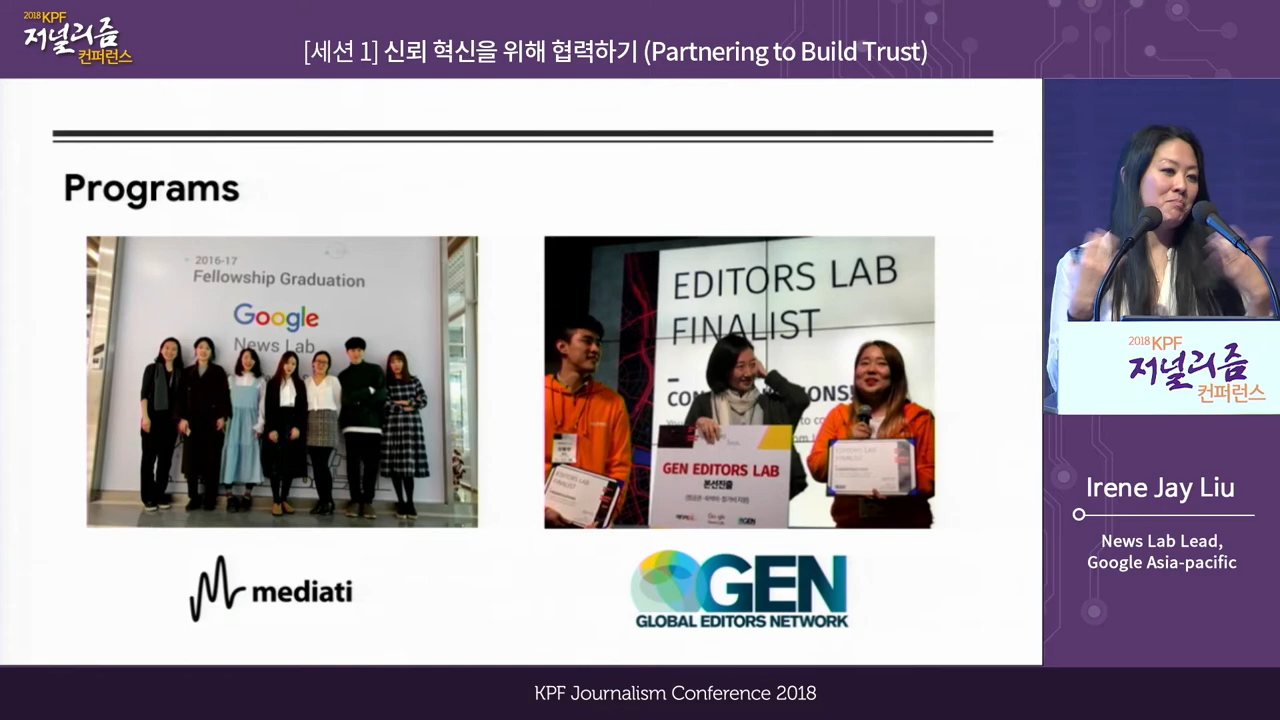 2018 KPF
저널리즘
컨퍼런스
[세션 1] 신뢰 혁신을 위해 협력하기 (Partnering to Build Trust)
Programs
2016-17
Fellowship Graduation
Google
News Lab
EDITORS LAB
FINALIST
GEN EDITORS LAB
본선진출
EDITORS LAB
FINALIST
mediati
GEN
GLOBAL EDITORS NETWORK
2018 KPF
저널리즘
컨퍼런스
Irene Jay Liu
News Lab Lead,
Google Asia-pacific
KPF Journalism Conference 2018